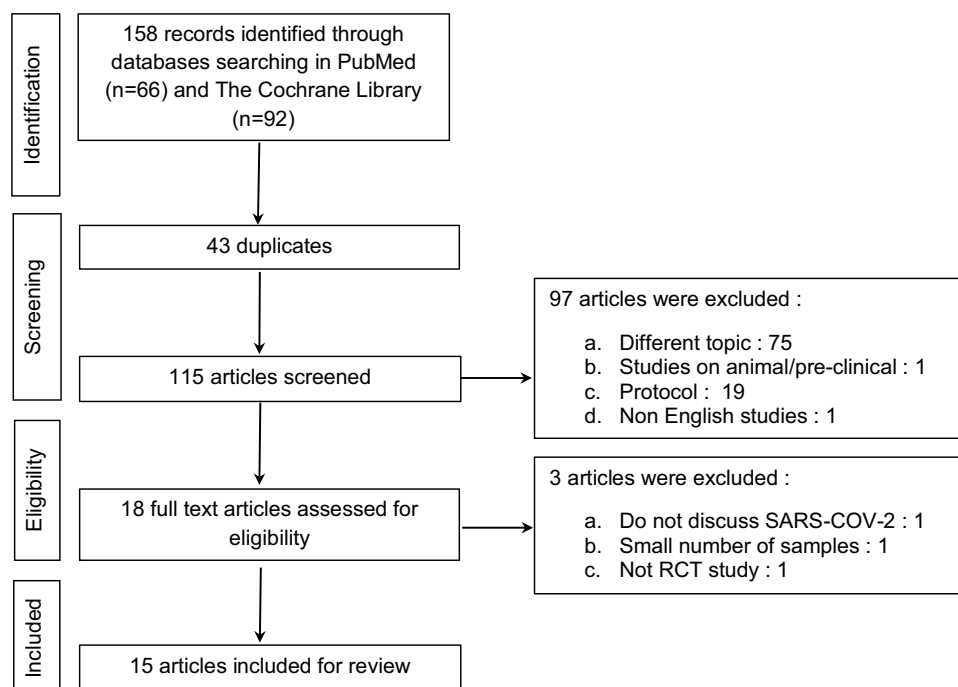 Identification
158 records identified through
databases searching in PubMed
(n=66) and The Cochrane Library
(n=92)
Screening
43 duplicates
115 articles screened
97 articles were excluded :
a. Different topic : 75
b. Studies on animal/pre-clinical : 1
c. Protocol : 19
d. Non English studies : 1
Eligibility
18 full text articles assessed for
eligibility
3 articles were excluded :
a. Do not discuss SARS-COV-2 : 1
b. Small number of samples : 1
c. Not RCT study : 1
Included
15 articles included for review